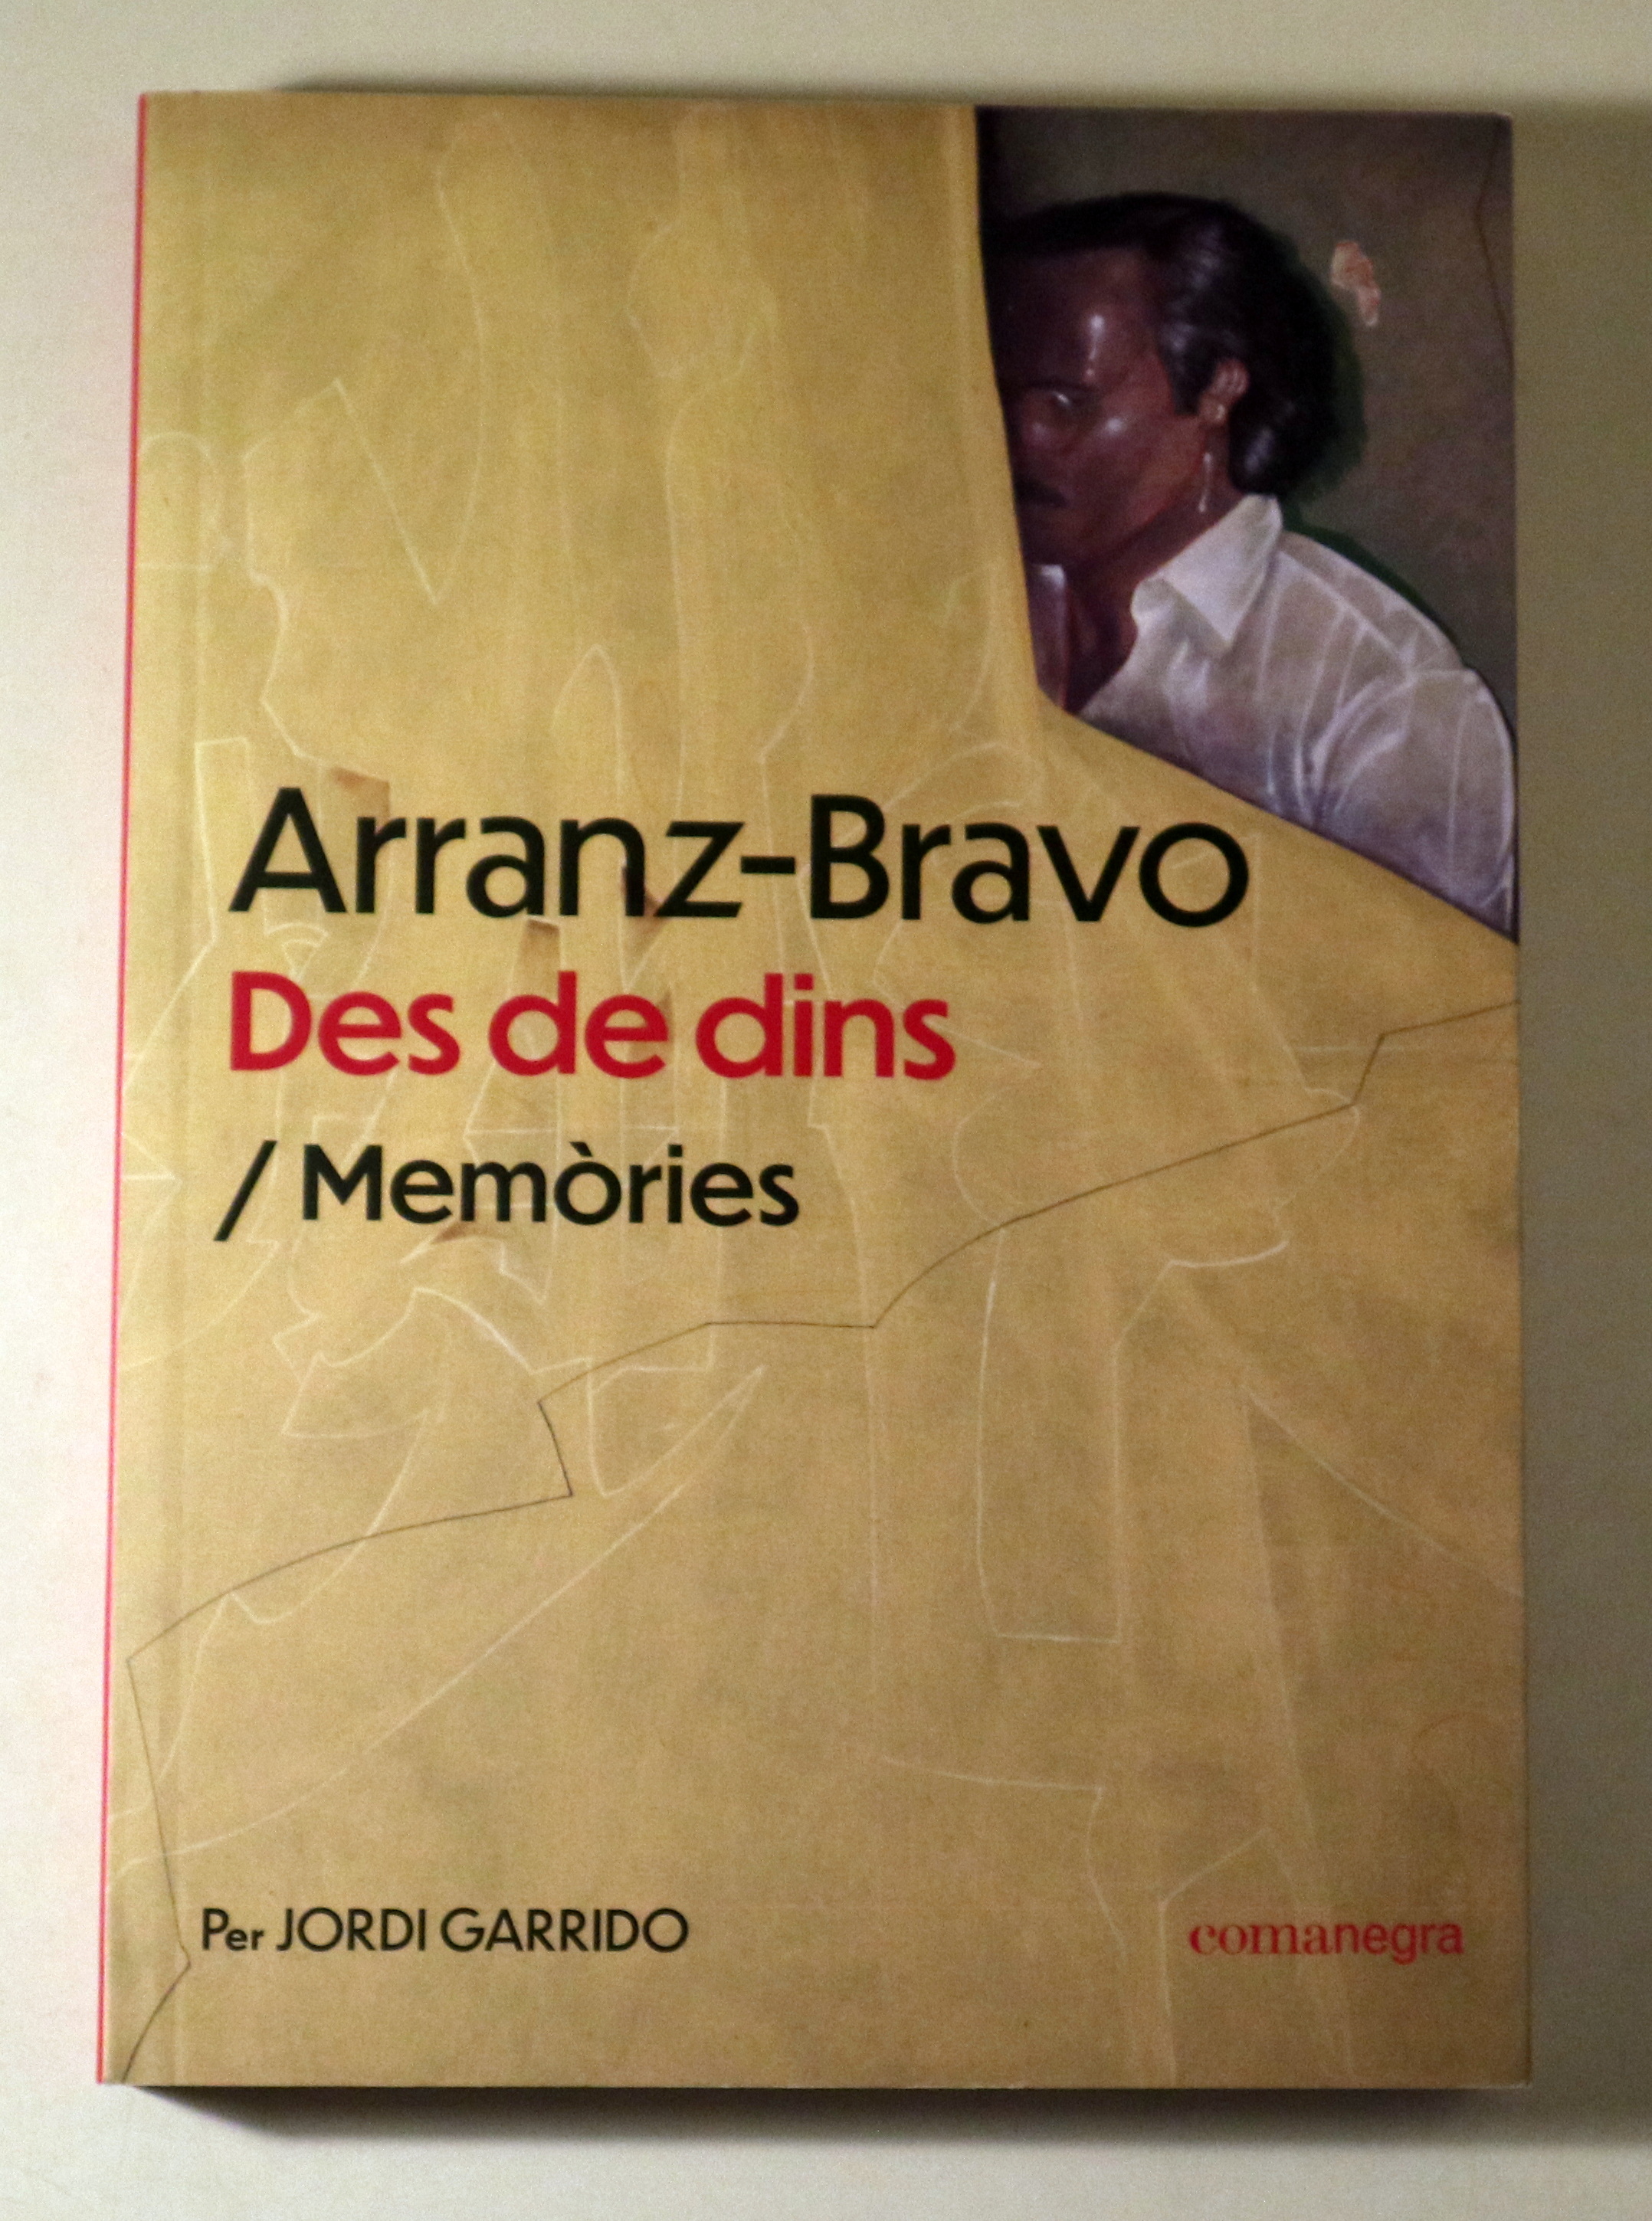 Arranz-Bravo
Des de dins
/ Memòries
Per JORDI GARRIDO
comanegra